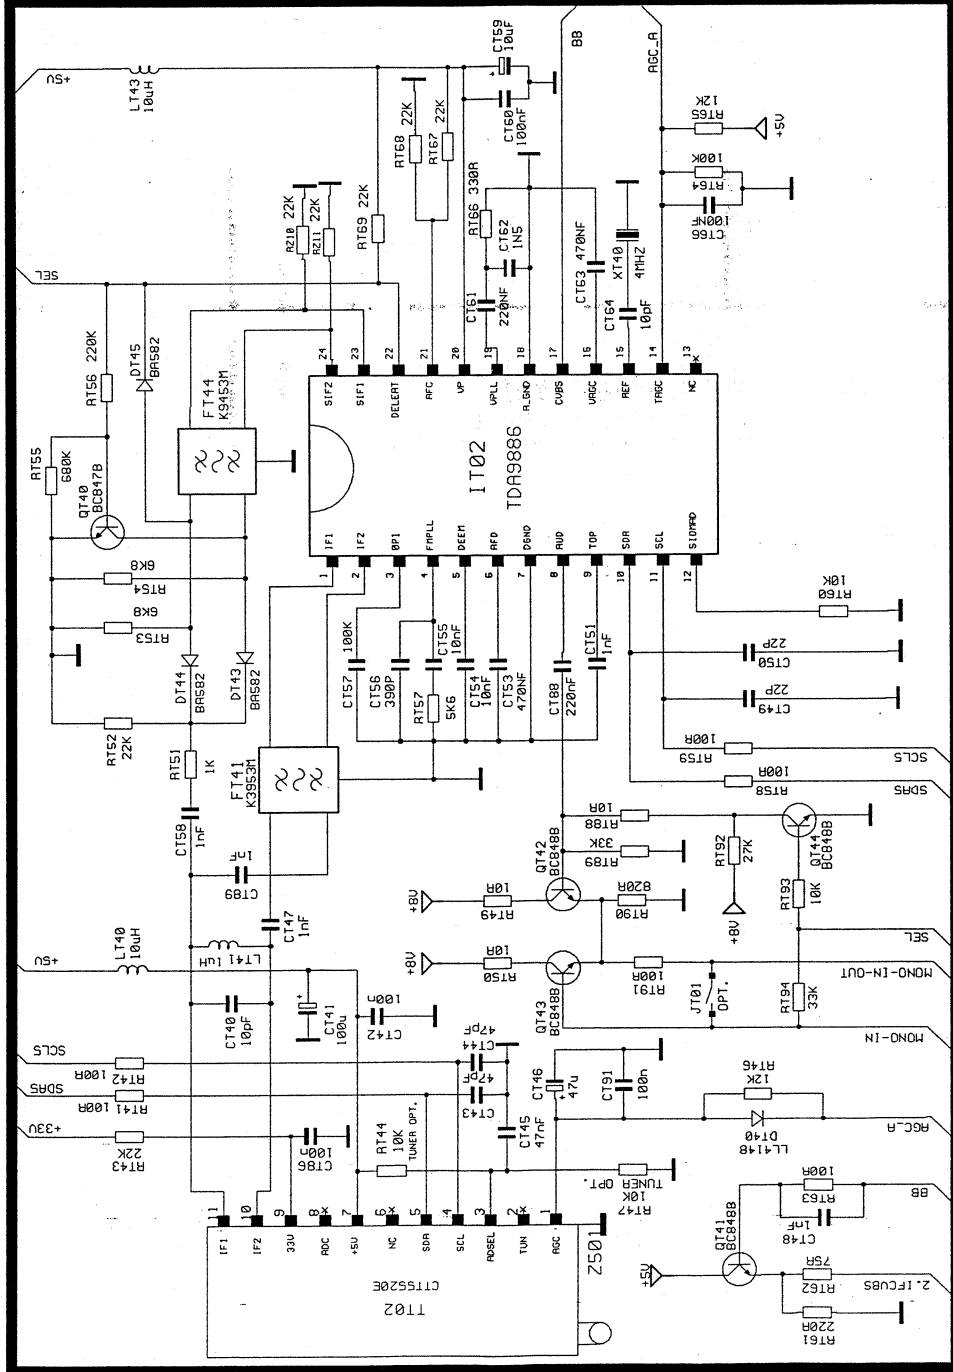 CT59
10uF
BB
AGC_A
+5V
LT43
10uH
22K
RT68
22K
RT67
CT60
100nF
12K
RT65
+5V
100K
RT64
CT66
100NF
22K
RZ10
22K
RZ11
22K
RT69
330R
RT66
CT62
1N5
CT61
220NF
470NF
CT63
XT40
4MHZ
CT64
10pF
SEL
220K
RT56
DT45
BA582
RT55
680K
QT40
BC847B
FT44
K9453M
24
23
22
21
20
19
18
17
16
15
14
13
SIF2
SIF1
DELEAT
AFC
VP
VPLL
A_GND
CVBS
VAGC
REF
TAGC
NC
IT02
TDA9886
IF1
IF2
OP1
FMPLL
DEEM
AFD
DGND
AUD
TOP
SDA
SCL
SIOMAD
1
2
3
4
5
6
7
8
9
10
11
12
6K8
RT54
6K8
RT53
DT44
BA582
DT43
BA582
RT52
22K
RT51
1K
CT58
1nF
FT41
K3953M
100K
CT57
CT56
390P
CT55
10nF
RT57
5K6
CT54
10nF
CT53
470NF
CT88
220nF
CT51
1nF
10K
RT60
22P
CT50
22P
CT49
100R
RT59
SCL5
100R
RT58
SDA5
1nF
CT89
CT47
1nF
LT41 1uH
LT40
10uH
+5V
CT40
10pF
CT41
100u
100n
CT42
QT42
BC848B
10R
RT88
33K
RT89
+8V
10R
RT49
820R
RT90
RT92
27K
+8V
QT44
BC848B
RT93
10K
SEL
+8V
10R
RT50
QT43
BC848B
100R
RT91
JT01
OPT.
RT94
33K
MONO-IN-OUT
MONO-IN
SCL5
100R RT42
SDA5
100R RT41
+33V
22K
RT43
47pF
CT44
47pF
CT43
CT45
47nF
100n
CT86
RT44
10K
TUNER OPT.
CT46
47u
CT91
100n
RT46
12K
DT40
LL4148
AGC_A
TUNER OPT.
10K
RT47
11
10
9
8
7
6
5
4
3
2
1
IF1
IF2
33V
ADC
+5V
NC
SDA
SCL
ADSEL
TUN
AGC
CTT5520E
TT02
Z501
QT41
BC848B
+5V
100R
RT63
1nF
CT48
BB
75R
RT62
2.IFCVBS
220R
RT61